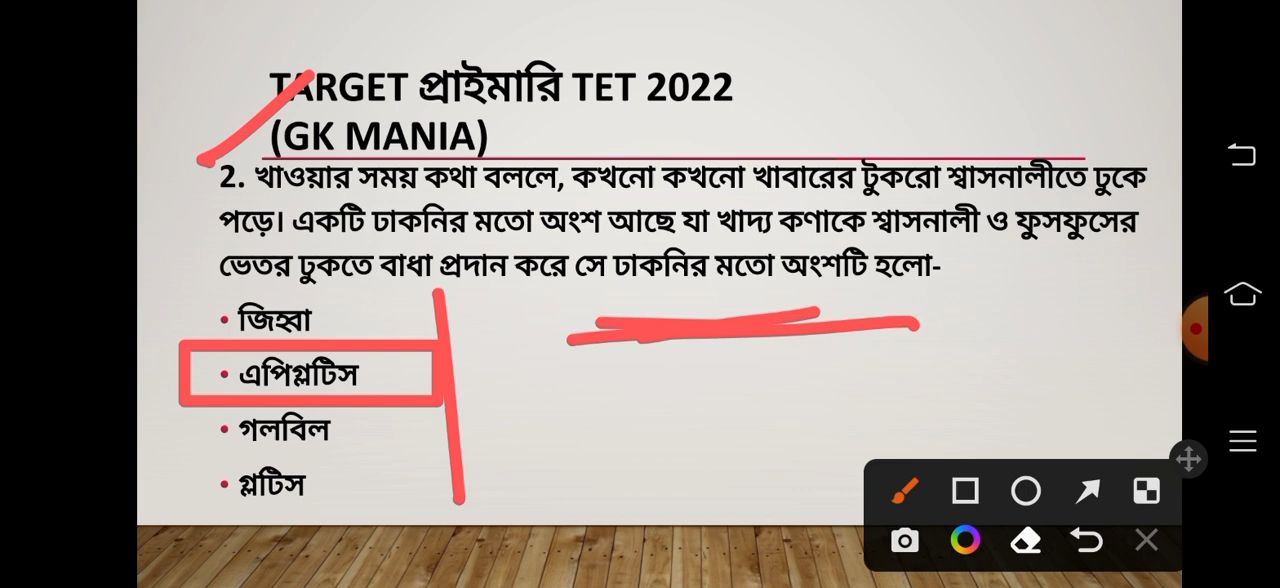 TARGET প্রাইমারি TET 2022
(GK MANIA)
2. খাওয়ার সময় কথা বললে, কখনো কখনো খাবারের টুকরো শ্বাসনালীতে ঢুকে
পড়ে। একটি ঢাকনির মতো অংশ আছে যা খাদ্য কণাকে শ্বাসনালী ও ফুসফুসের
ভেতর ঢুকতে বাধা প্রদান করে সে ঢাকনির মতো অংশটি হলো-
• জিহ্বা
• এপিগ্লটিস
• গলবিল
• গ্লটিস